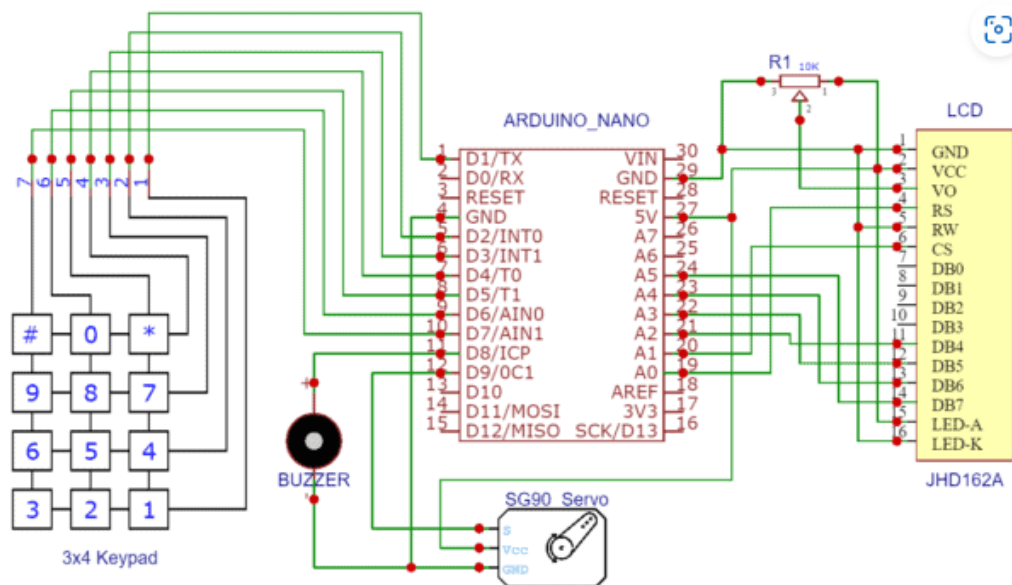 R1 10K
3 1
2
LCD
ARDUINO_NANO
1 D1/TX VIN 30
2 D0/RX GND 29
3 RESET RESET 28
4 GND 5V 27
5 D2/INT0 A7 26
6 D3/INT1 A6 25
7 D4/T0 A5 24
8 D5/T1 A4 23
9 D6/AIN0 A3 22
10 D7/AIN1 A2 21
11 D8/ICP A1 20
12 D9/0C1 A0 19
13 D10 AREF 18
14 D11/MOSI 3V3 17
15 D12/MISO SCK/D13 16
1 GND
2 VCC
3 VO
4 RS
5 RW
6 CS
7 DB0
8 DB1
9 DB2
10 DB3
11 DB4
12 DB5
13 DB6
14 DB7
15 LED-A
16 LED-K
JHD162A
7 6 5 4 3 2 1
# 0 *
9 8 7
6 5 4
3 2 1
3x4 Keypad
+
BUZZER
SG90 Servo
S
Vcc
GND